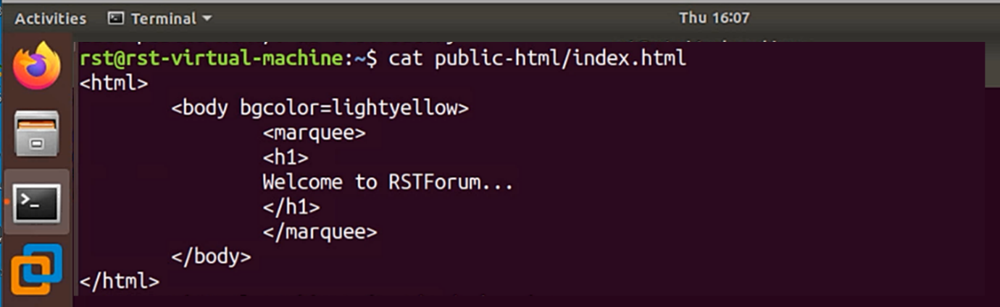 Activities Terminal Thu 16:07
rst@rst-virtual-machine:~$ cat public-html/index.html
<html>
<body bgcolor=lightyellow>
<marquee>
<h1>
Welcome to RSTForum...
</h1>
</marquee>
</body>
</html>